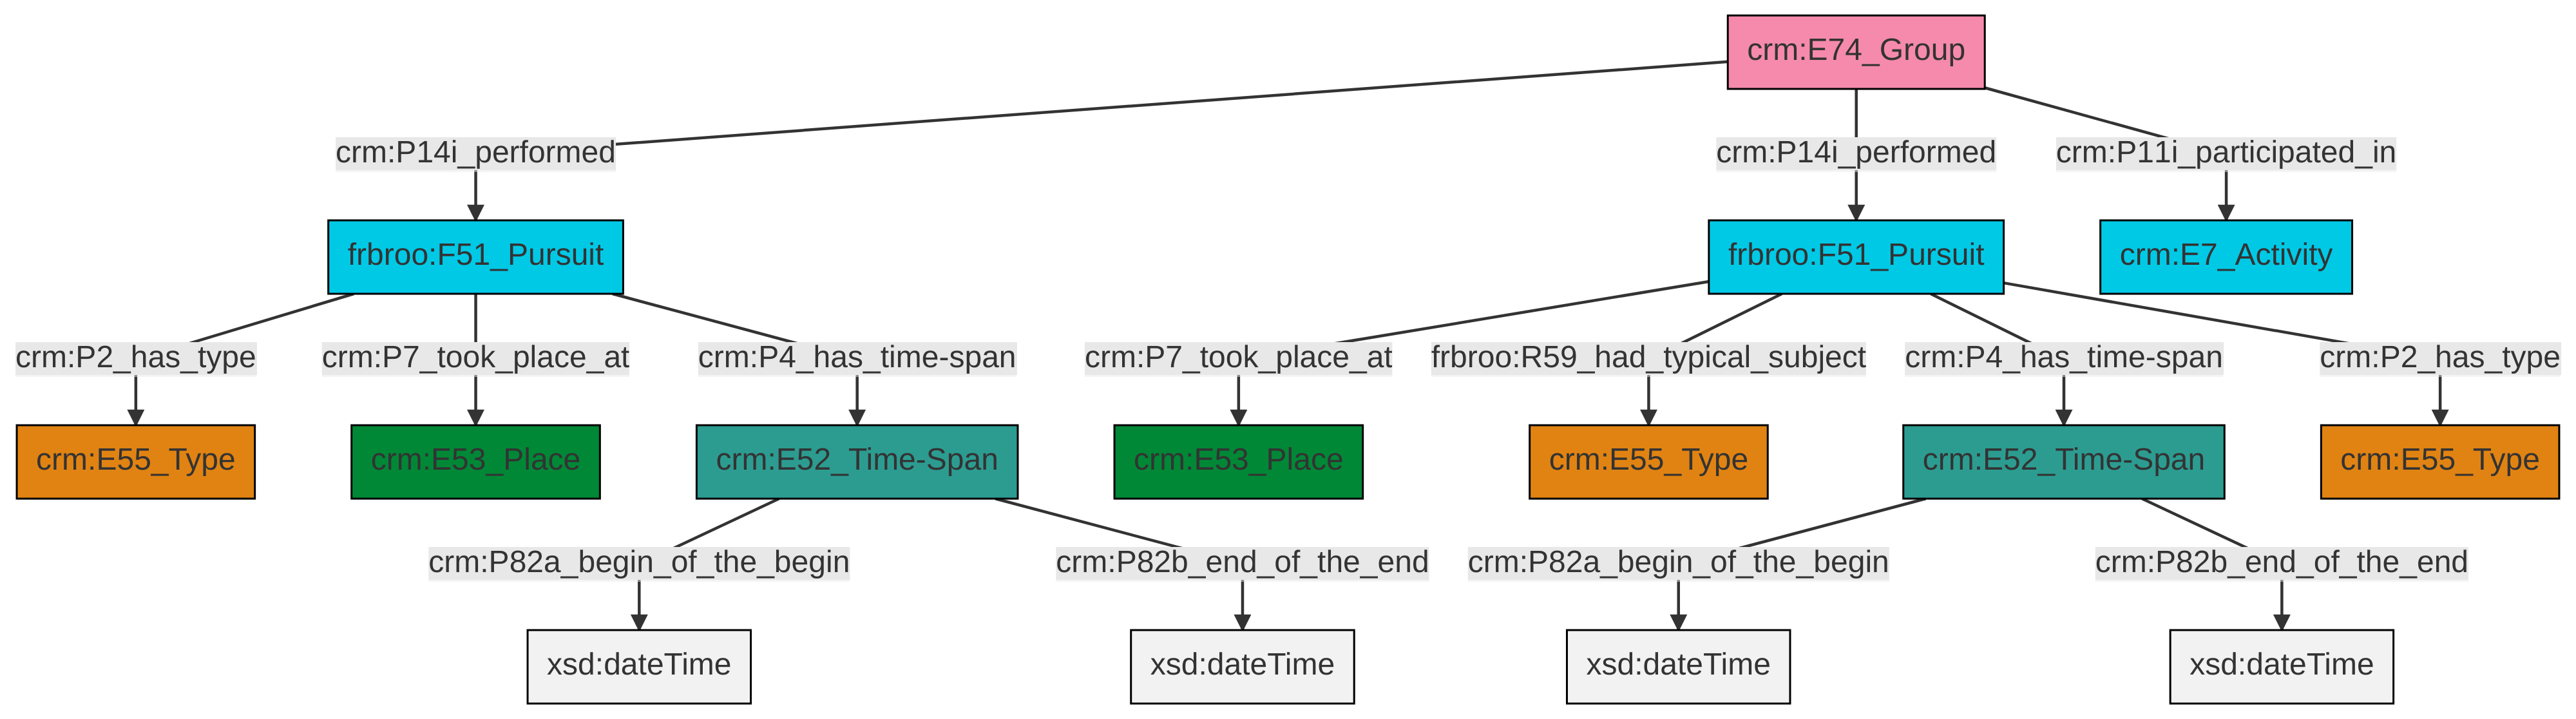 crm:E74_Group
crm:P14i_performed
crm:P14i_performed
crm:P11i_participated_in
frbroo:F51_Pursuit
frbroo:F51_Pursuit
crm:E7_Activity
crm:P2_has_type
crm:P7_took_place_at
crm:P4_has_time-span
crm:P7_took_place_at
frbroo:R59_had_typical_subject
crm:P4_has_time-span
crm:P2_has_type
crm:E55_Type
crm:E53_Place
crm:E52_Time-Span
crm:E53_Place
crm:E55_Type
crm:E52_Time-Span
crm:E55_Type
crm:P82a_begin_of_the_begin
crm:P82b_end_of_the_end
crm:P82a_begin_of_the_begin
crm:P82b_end_of_the_end
xsd:dateTime
xsd:dateTime
xsd:dateTime
xsd:dateTime